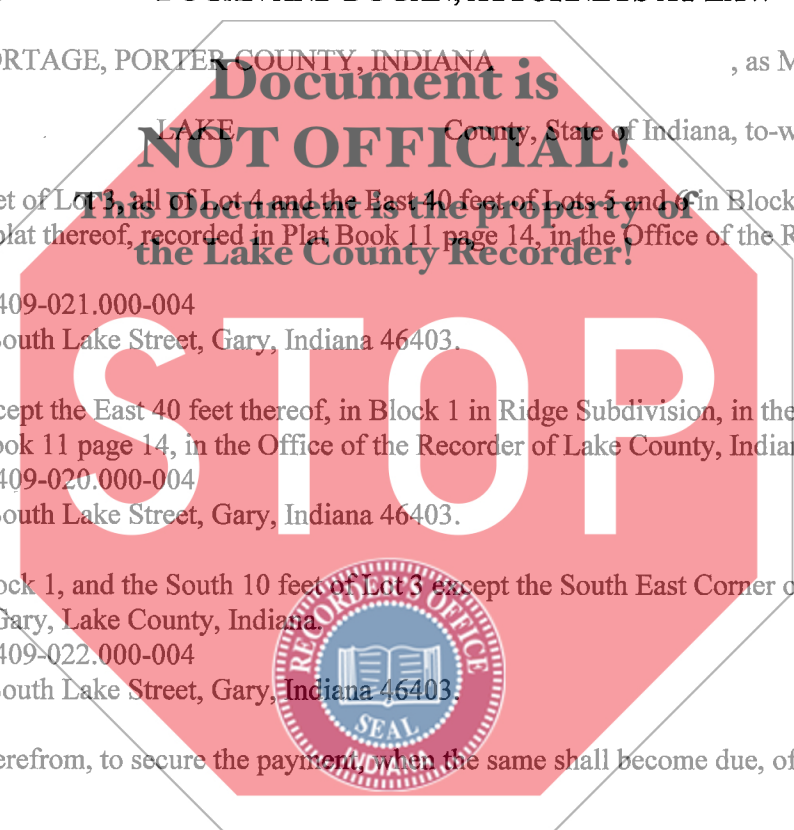 ORTAGE, PORTER COUNTY, INDIANA , as M
Document is
LAKE County, State of Indiana, to-w
NOT OFFICIAL!
et of Lot 3, all of Lot 4 and the East 40 feet of Lots 5 and 6 in Block
This Document is the property of
plat thereof, recorded in Plat Book 11 page 14, in the Office of the R
the Lake County Recorder!
409-021.000-004
South Lake Street, Gary, Indiana 46403.
STOP
cept the East 40 feet thereof, in Block 1 in Ridge Subdivision, in the
ook 11 page 14, in the Office of the Recorder of Lake County, Indian
409-020.000-004
South Lake Street, Gary, Indiana 46403.
ock 1, and the South 10 feet of Lot 3 except the South East Corner o
Gary, Lake County, Indiana.
409-022.000-004
South Lake Street, Gary, Indiana 46403.
RECORDER'S OFFICE
SEAL
INDIANA
erefrom, to secure the payment, when the same shall become due, of